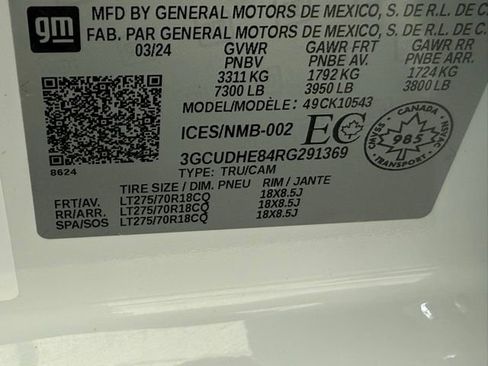 gm
MFD BY GENERAL MOTORS DE MEXICO, S. DE R.L. DE C.
FAB. PAR GENERAL MOTORS DE MEXICO, S. DE R.L. DE C.
03/24 GVWR GAWR FRT GAWR RR
PNBV PNBE AV. PNBE ARR.
3311 KG 1792 KG 1724 KG
7300 LB 3950 LB 3800 LB
MODEL/MODÈLE: 49CK10543
ICES/NMB-002 EC
CANADA
CMVSS NSVAC
985
TRANSPORT
8624
3GCUDHE84RG291369
TYPE: TRU/CAM
TIRE SIZE / DIM. PNEU RIM / JANTE
FRT/AV. LT275/70R18CQ 18X8.5J
RR/ARR. LT275/70R18CQ 18X8.5J
SPA/SOS LT275/70R18CQ 18X8.5J